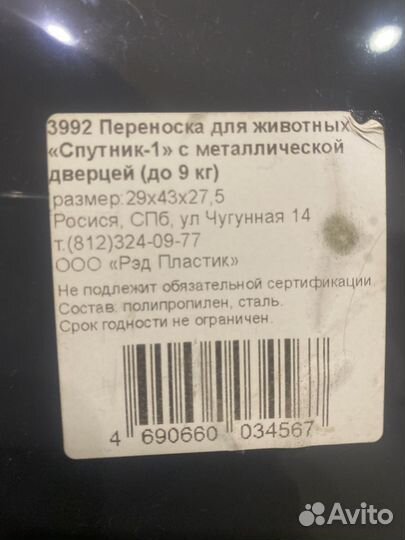 3992 Переноска для животных
«Спутник-1» с металлической
дверцей (до 9 кг)
размер:29х43х27,5
Росися, СПб, ул Чугунная 14
т.(812)324-09-77
ООО «Рэд Пластик»
Не подлежит обязательной сертификации.
Состав: полипропилен, сталь.
Срок годности не ограничен.
4 690660 034567
Avito